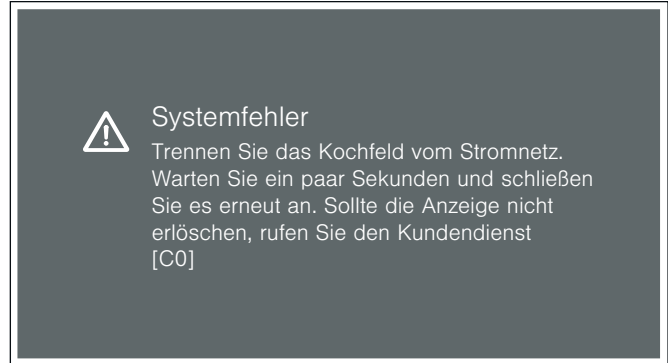 Systemfehler
Trennen Sie das Kochfeld vom Stromnetz.
Warten Sie ein paar Sekunden und schließen
Sie es erneut an. Sollte die Anzeige nicht
erlöschen, rufen Sie den Kundendienst
[C0]